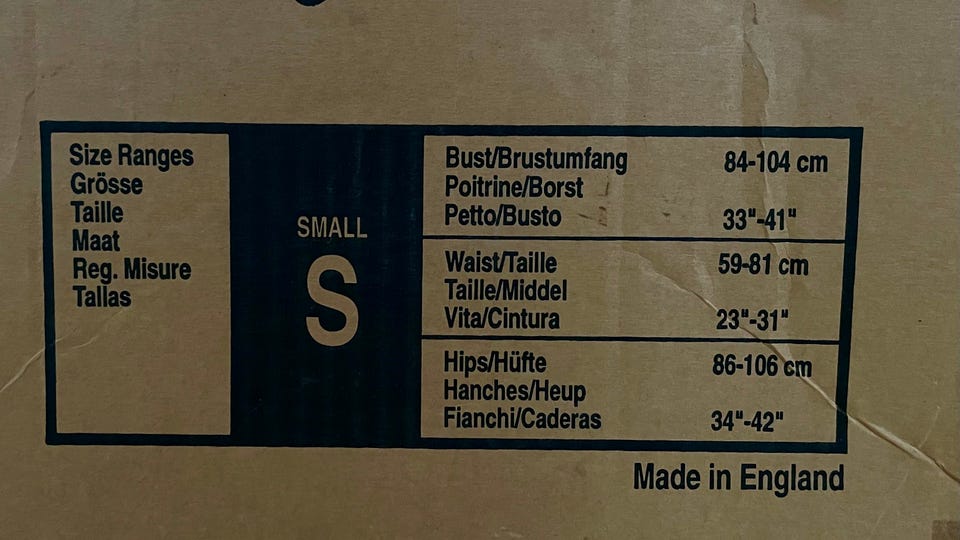 Size Ranges
Grösse
Taille
Maat
Reg. Misure
Tallas
SMALL
S
Bust/Brustumfang 84-104 cm
Poitrine/Borst
Petto/Busto 33"-41"
Waist/Taille 59-81 cm
Taille/Middel
Vita/Cintura 23"-31"
Hips/Hüfte 86-106 cm
Hanches/Heup
Fianchi/Caderas 34"-42"
Made in England